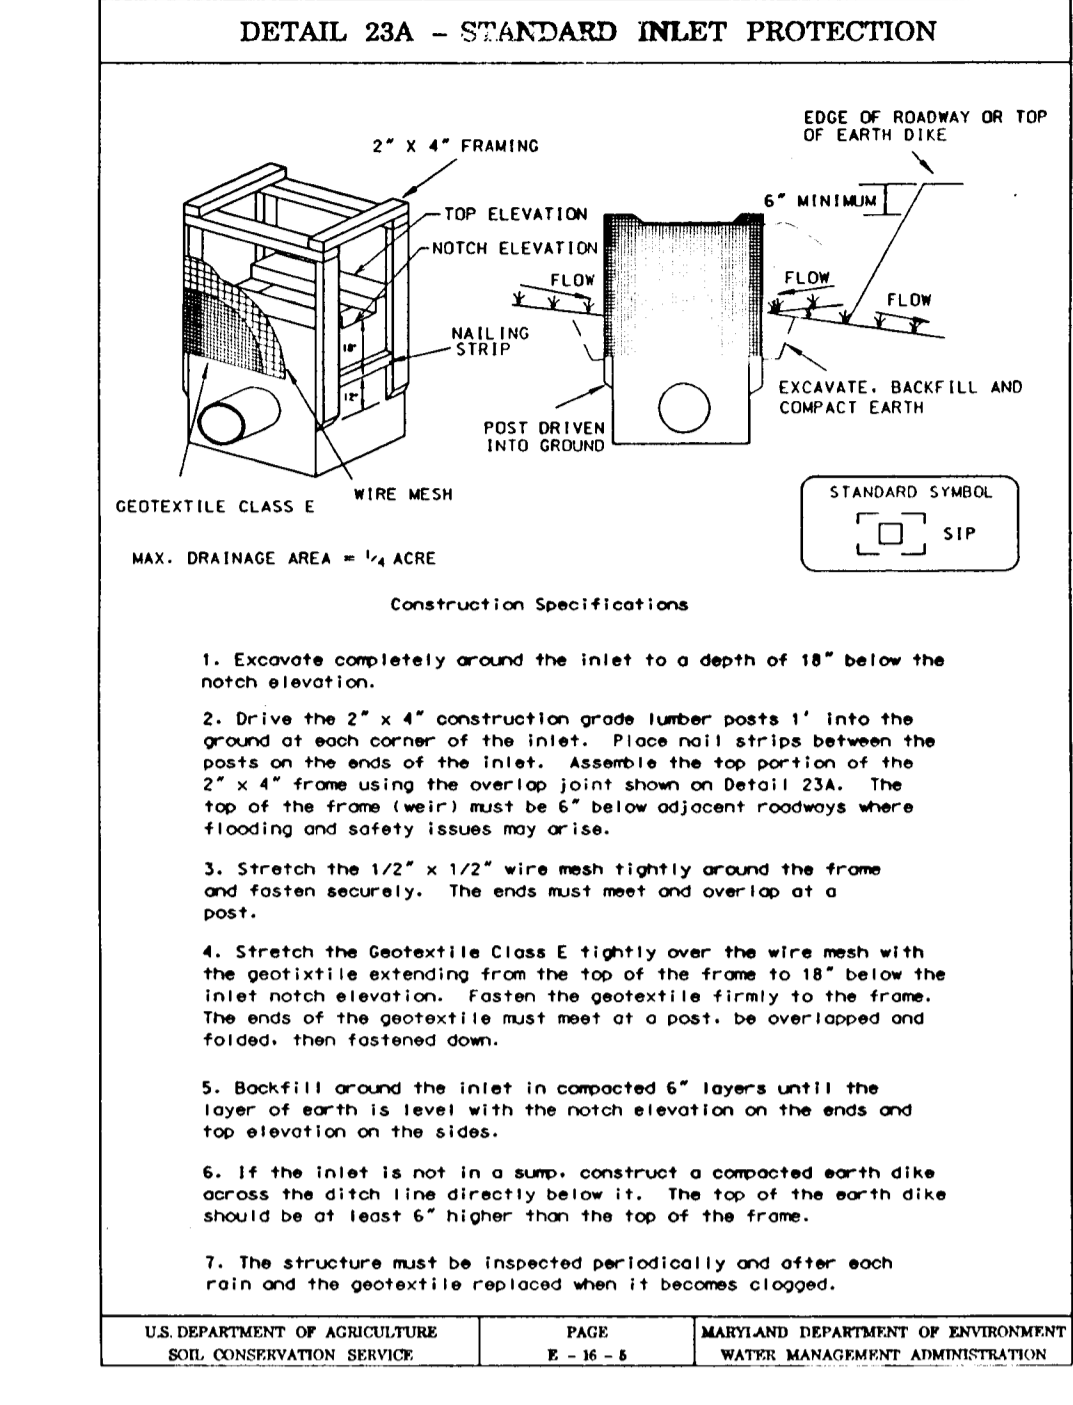 DETAIL 23A - STANDARD INLET PROTECTION
EDGE OF ROADWAY OR TOP
OF EARTH DIKE
2" X 4" FRAMING
6" MINIMUM
TOP ELEVATION
NOTCH ELEVATION
FLOW
FLOW
FLOW
NAILING
STRIP
18"
12"
EXCAVATE, BACKFILL AND
COMPACT EARTH
POST DRIVEN
INTO GROUND
WIRE MESH
GEOTEXTILE CLASS E
STANDARD SYMBOL
SIP
MAX. DRAINAGE AREA = 1/4 ACRE
Construction Specifications
1. Excavate completely around the inlet to a depth of 18" below the
notch elevation.
2. Drive the 2" x 4" construction grade lumber posts 1' into the
ground at each corner of the inlet. Place nail strips between the
posts on the ends of the inlet. Assemble the top portion of the
2" x 4" frame using the overlap joint shown on Detail 23A. The
top of the frame (weir) must be 6" below adjacent roadways where
flooding and safety issues may arise.
3. Stretch the 1/2" x 1/2" wire mesh tightly around the frame
and fasten securely. The ends must meet and overlap at a
post.
4. Stretch the Geotextile Class E tightly over the wire mesh with
the geotixtile extending from the top of the frame to 18" below the
inlet notch elevation. Fasten the geotextile firmly to the frame.
The ends of the geotextile must meet at a post, be overlapped and
folded, then fastened down.
5. Backfill around the inlet in compacted 6" layers until the
layer of earth is level with the notch elevation on the ends and
top elevation on the sides.
6. If the inlet is not in a sump, construct a compacted earth dike
across the ditch line directly below it. The top of the earth dike
should be at least 6" higher than the top of the frame.
7. The structure must be inspected periodically and after each
rain and the geotextile replaced when it becomes clogged.
U.S. DEPARTMENT OF AGRICULTURE
SOIL CONSERVATION SERVICE
PAGE
E - 16 - 5
MARYLAND DEPARTMENT OF ENVIRONMENT
WATER MANAGEMENT ADMINISTRATION